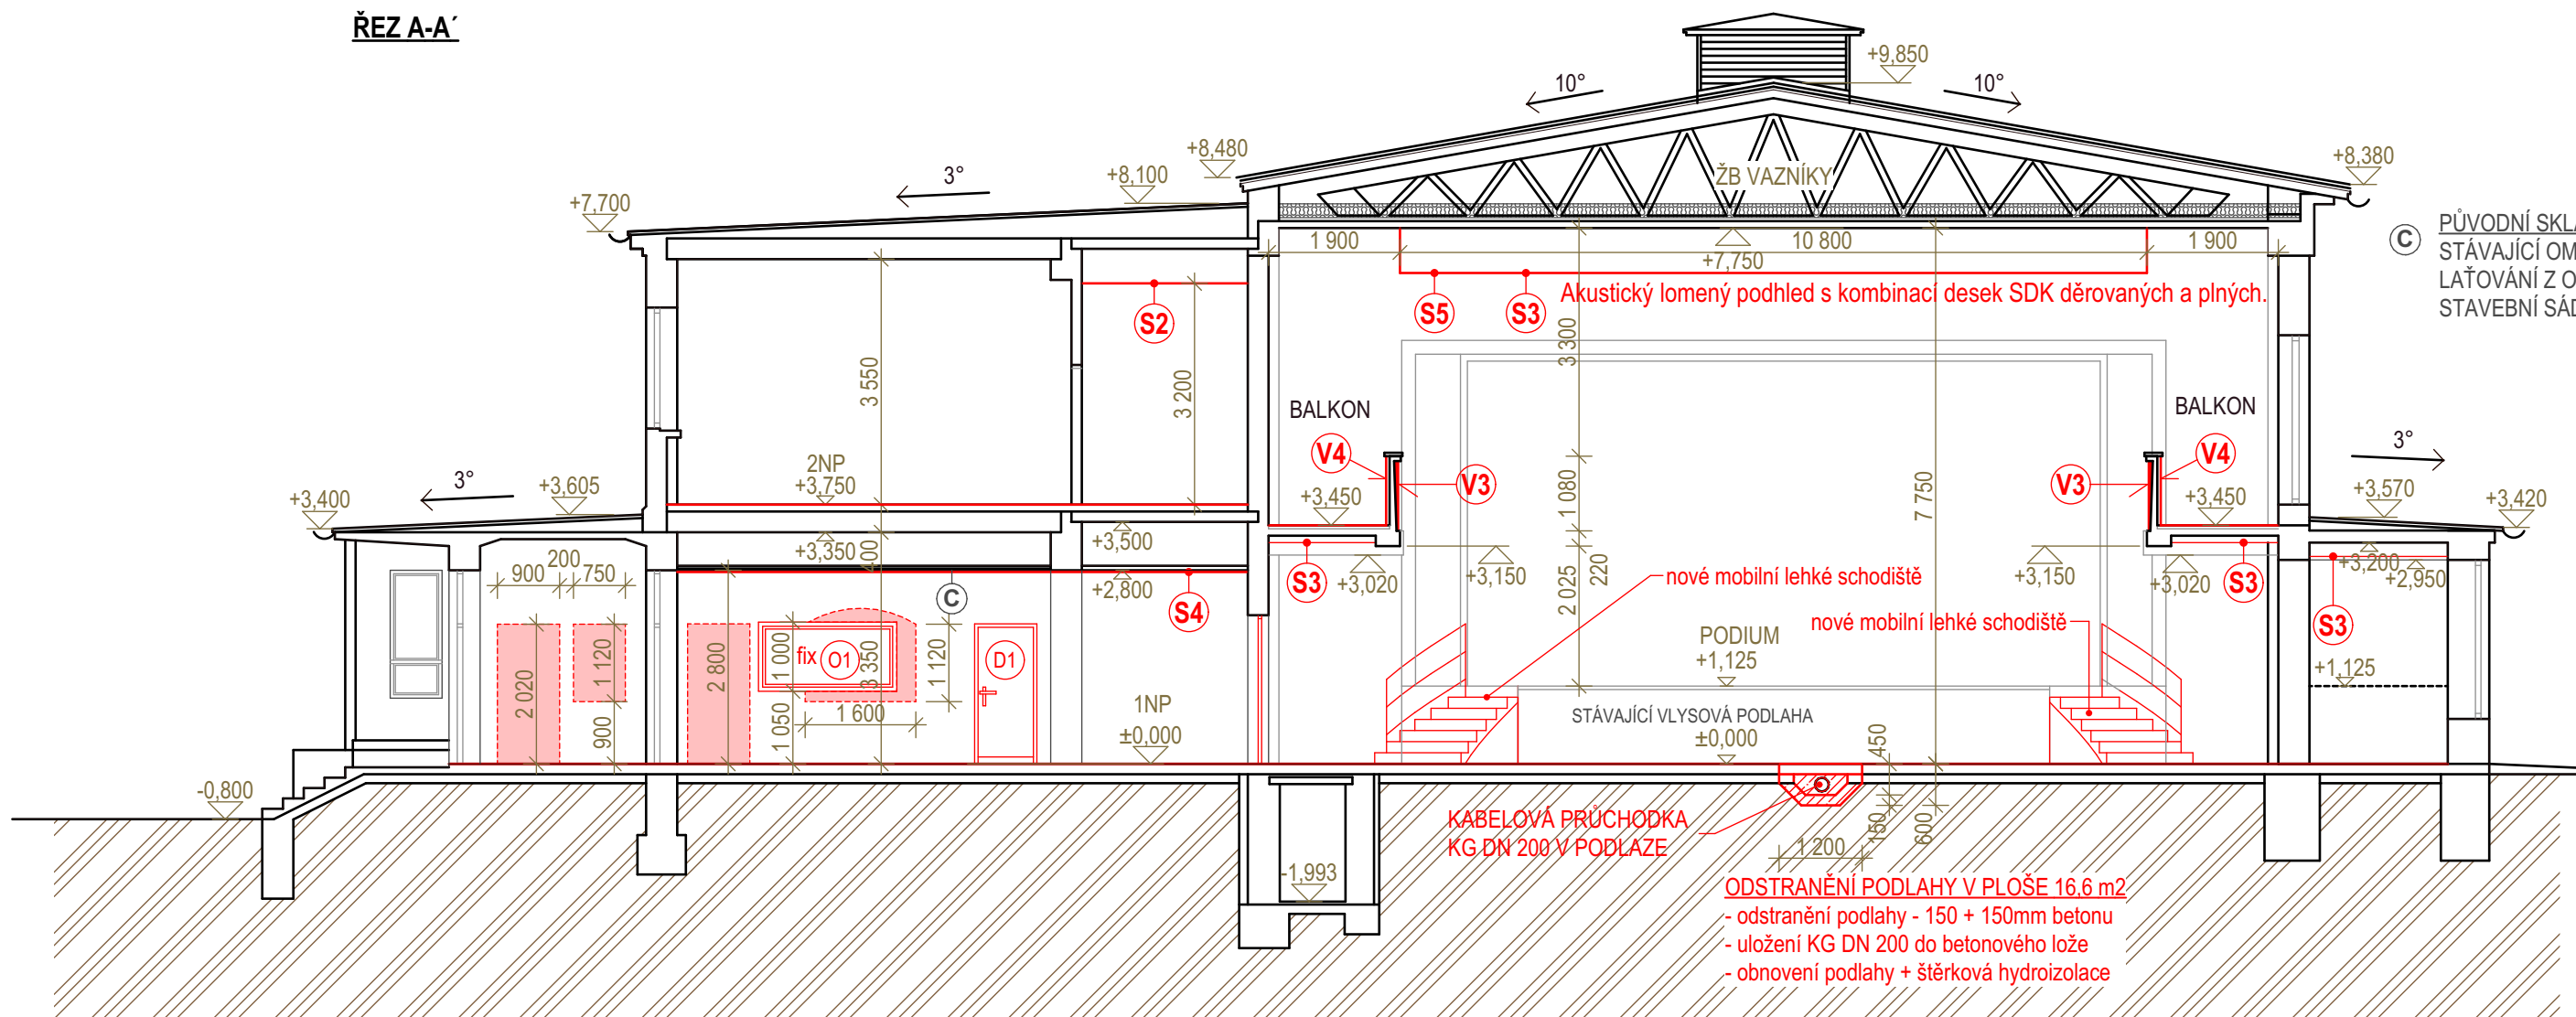 ŘEZ A-A´
+9,850
10°
10°
+8,480
+8,380
+8,100
3°
+7,700
ŽB VAZNÍKY
1 900
10 800
1 900
+7,750
C
PŮVODNÍ
STÁVAJÍCÍ
LAŤOVÁNÍ Z
STAVEBNÍ
Akustický lomený podhled s kombinací desek SDK děrovaných a plných.
S2
S5
S3
3 300
3 550
3 200
BALKON
BALKON
V4
V3
V3
V4
2NP
+3,750
1 080
7 750
3°
3°
+3,400
+3,605
+3,450
+3,450
+3,570
+3,420
+3,350
400
+3,500
200
900
750
+2,800
S4
S3
+3,020
+3,150
2 025
220
+3,150
+3,020
S3
+3,200
+2,950
S3
C
nové mobilní lehké schodiště
nové mobilní lehké schodiště
2 020
1 120
900
2 800
1 000
fix
O1
3 350
1 120
D1
1 050
1 600
1NP
±0,000
PODIUM
+1,125
+1,125
STÁVAJÍCÍ VLYSOVÁ PODLAHA
±0,000
450
150
600
-0,800
KABELOVÁ PRŮCHODKA
KG DN 200 V PODLAZE
1 200
-1,993
ODSTRANĚNÍ PODLAHY V PLOŠE 16,6 m2
- odstranění podlahy - 150 + 150mm betonu
- uložení KG DN 200 do betonového lože
- obnovení podlahy + štěrková hydroizolace